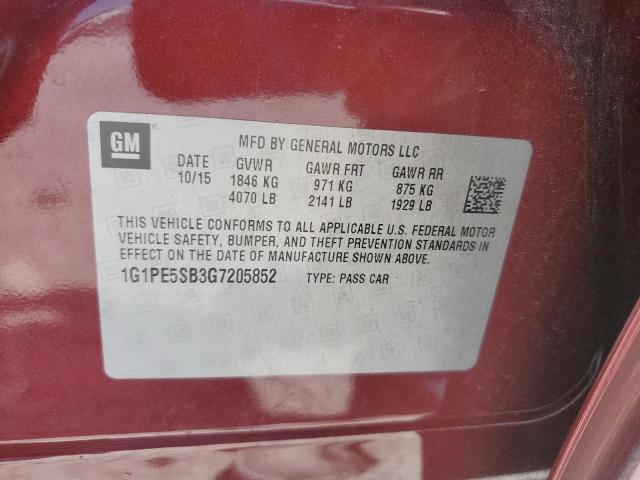 GM
MFD BY GENERAL MOTORS LLC
DATE GVWR GAWR FRT GAWR RR
10/15 1846 KG 971 KG 875 KG
4070 LB 2141 LB 1929 LB
THIS VEHICLE CONFORMS TO ALL APPLICABLE U.S. FEDERAL MOTOR
VEHICLE SAFETY, BUMPER, AND THEFT PREVENTION STANDARDS IN
EFFECT ON THE DATE OF MANUFACTURE SHOWN ABOVE.
1G1PE5SB3G7205852 TYPE: PASS CAR